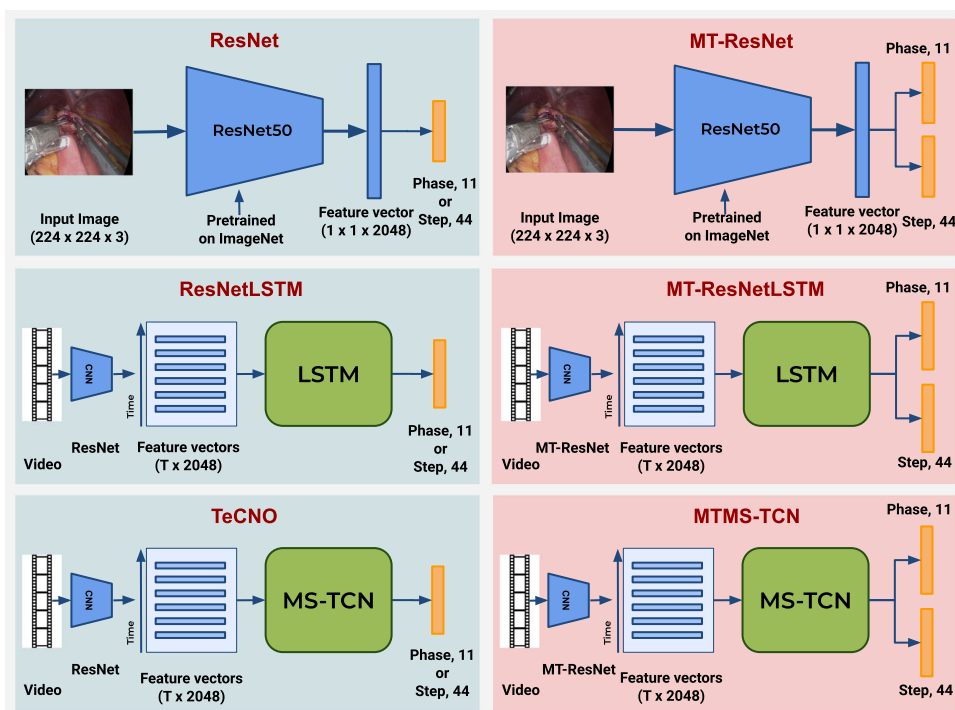 ResNet
ResNet50
Input Image
(224 x 224 x 3)
Pretrained
on ImageNet
Feature vector
(1 x 1 x 2048)
Phase, 11
or
Step, 44
MT-ResNet
ResNet50
Input Image
(224 x 224 x 3)
Pretrained
on ImageNet
Feature vector
(1 x 1 x 2048)
Phase, 11
Step, 44
ResNetLSTM
Video
CNN
ResNet
Time
Feature vectors
(T x 2048)
LSTM
Phase, 11
or
Step, 44
MT-ResNetLSTM
Video
CNN
MT-ResNet
Time
Feature vectors
(T x 2048)
LSTM
Phase, 11
Step, 44
TeCNO
Video
CNN
ResNet
Time
Feature vectors
(T x 2048)
MS-TCN
Phase, 11
or
Step, 44
MTMS-TCN
Video
CNN
MT-ResNet
Time
Feature vectors
(T x 2048)
MS-TCN
Phase, 11
Step, 44